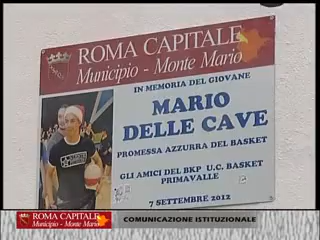 ROMA CAPITALE
Municipio - Monte Mario
IN MEMORIA DEL GIOVANE
MARIO
DELLE CAVE
PROMESSA AZZURRA DEL BASKET
GLI AMICI DEL BKP U.C. BASKET
PRIMAVALLE
7 SETTEMBRE 2012
ROMA CAPITALE
Municipio - Monte Mario
COMUNICAZIONE ISTITUZIONALE